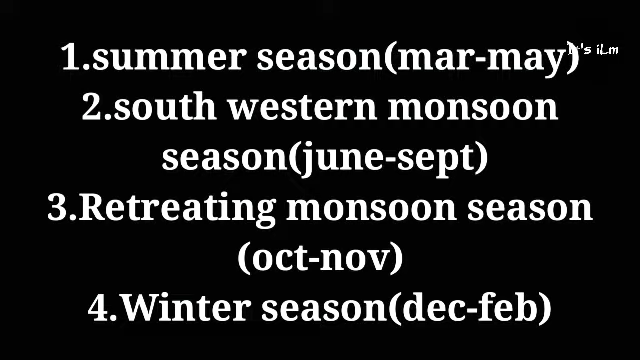 1.summer season(mar-may)
2.south western monsoon
season(june-sept)
3.Retreating monsoon season
(oct-nov)
4.Winter season(dec-feb)